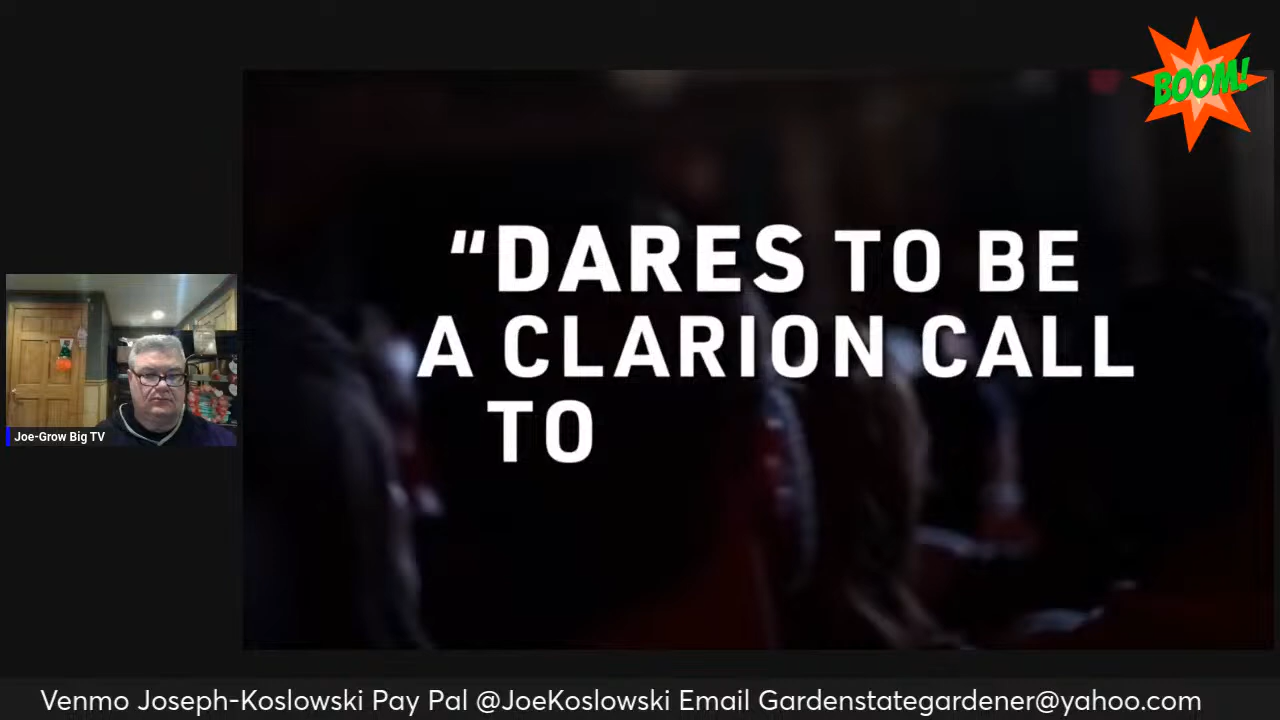 BOOM!
“DARES TO BE
A CLARION CALL
TO
Joe-Grow Big TV
Venmo Joseph-Koslowski Pay Pal @JoeKoslowski Email Gardenstategardener@yahoo.com